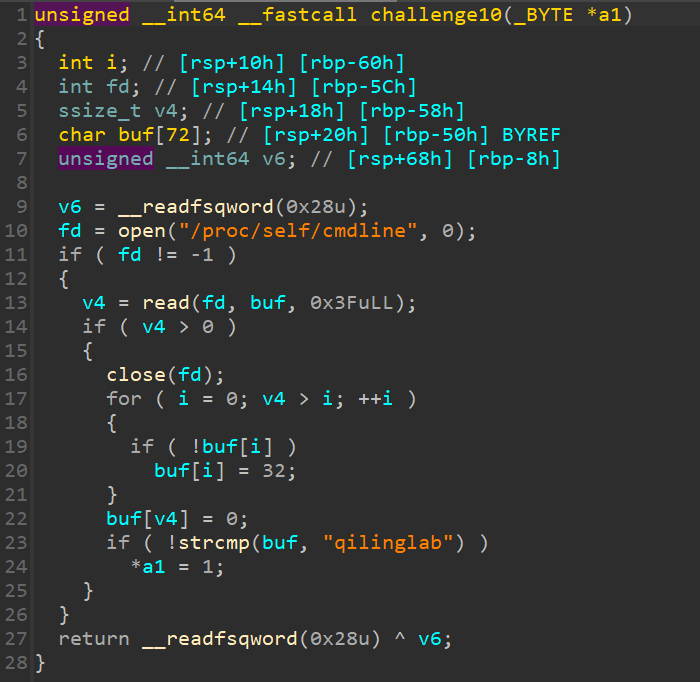 1 unsigned __int64 __fastcall challenge10(_BYTE *a1)
2 {
3   int i; // [rsp+10h] [rbp-60h]
4   int fd; // [rsp+14h] [rbp-5Ch]
5   ssize_t v4; // [rsp+18h] [rbp-58h]
6   char buf[72]; // [rsp+20h] [rbp-50h] BYREF
7   unsigned __int64 v6; // [rsp+68h] [rbp-8h]
8
9   v6 = __readfsqword(0x28u);
10   fd = open("/proc/self/cmdline", 0);
11   if ( fd != -1 )
12   {
13     v4 = read(fd, buf, 0x3FuLL);
14     if ( v4 > 0 )
15     {
16       close(fd);
17       for ( i = 0; v4 > i; ++i )
18       {
19         if ( !buf[i] )
20           buf[i] = 32;
21       }
22       buf[v4] = 0;
23       if ( !strcmp(buf, "qilinglab") )
24         *a1 = 1;
25     }
26   }
27   return __readfsqword(0x28u) ^ v6;
28 }